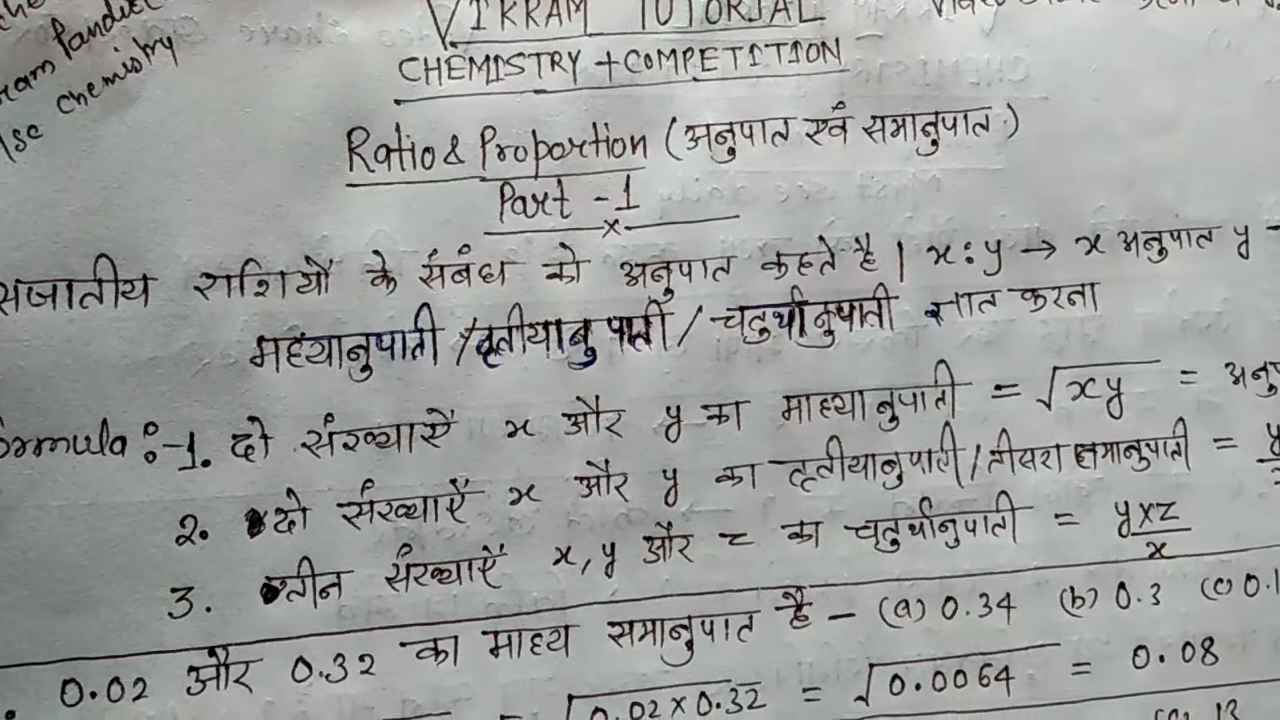 chemistry
VIKRAM TUTORIAL
CHEMISTRY + COMPETITION
Ratio & Proportion (अनुपात एवं समानुपात)
Part - 1
सजातीय राशियों के संबंध को अनुपात कहते है | x : y → x अनुपात y
मध्यानुपाती / तृतीयानुपाती / चतुर्थानुपाती ज्ञात करना
1. दो संख्याऐं x और y का माध्यानुपाती = √xy =
2. दो संख्याऐं x और y का तृतीयानुपाती / तीसरा समानुपाती =
3. तीन संख्याऐं x, y और z का चतुर्थानुपाती = y×z/x
0.02 और 0.32 का माध्य समानुपात है – (a) 0.34 (b) 0.3 (c)
= √0.02 × 0.32 = √0.0064 = 0.08